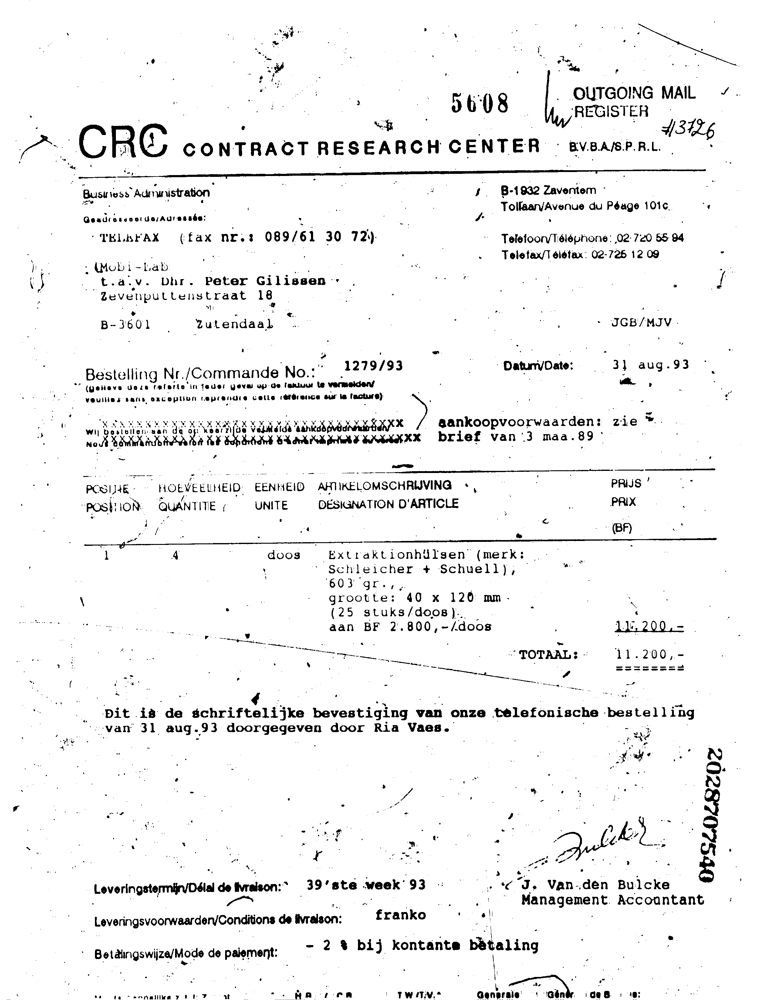 5608
OUTGOING MAIL
REGISTER
#3726
CRC CONTRACT RESEARCH CENTER B.V.B.A./S.P.R.L.
Business Administration
B-1932 Zaventem
Tollaan/Avenue du Péage 101c
Geadresseerde/Adressée:
TELEFAX (fax nr.: 089/61 30 72)
Telefoon/Téléphone: 02-720 55 94
Telefax/Téléfax: 02-725 12 09
Mobi-Lab
t.a.v. Dhr. Peter Gilissen
Zevenputtenstraat 18
B-3601 Zutendaal
JGB/MJV
Bestelling Nr./Commande No.: 1279/93
Datum/Date: 31 aug.93
(gelieve deze referte in ieder geval op de faktuur te vermelden/
veuillez sans exception reprendre cette référence sur la facture)
aankoopvoorwaarden: zie
brief van 3 maa.89
POSITIE HOEVEELHEID EENHEID ARTIKELOMSCHRIJVING PRIJS
POSITION QUANTITE UNITE DESIGNATION D'ARTICLE PRIX
(BF)
1 4 doos Extraktionhülsen (merk:
Schleicher + Schuell),
603 gr.,
grootte: 40 x 120 mm
(25 stuks/doos)
aan BF 2.800,-/doos 11.200,-
TOTAAL: 11.200,-
========
Dit is de schriftelijke bevestiging van onze telefonische bestelling
van 31 aug.93 doorgegeven door Ria Vaes.
2028707540
Leveringstermijn/Délai de livraison: 39'ste week 93
J. Van den Bulcke
Management Accountant
Leveringsvoorwaarden/Conditions de livraison: franko
Betalingswijze/Mode de paiement: - 2 % bij kontante betaling